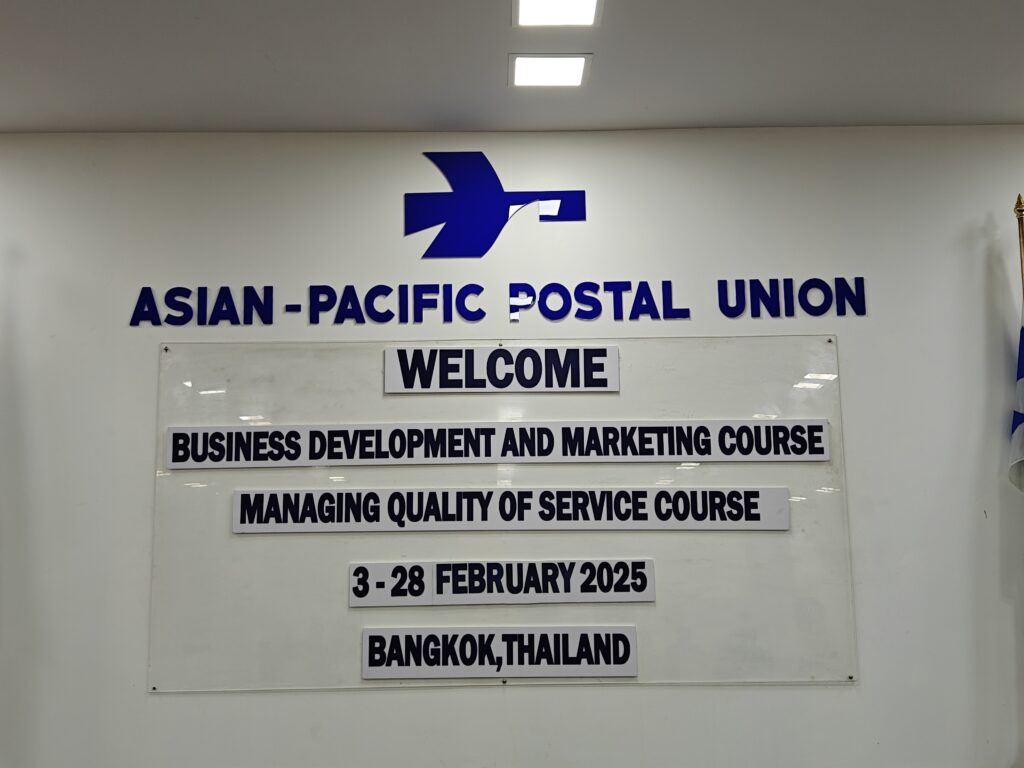 ASIAN-PACIFIC POSTAL UNION
WELCOME
BUSINESS DEVELOPMENT AND MARKETING COURSE
MANAGING QUALITY OF SERVICE COURSE
3 - 28 FEBRUARY 2025
BANGKOK,THAILAND